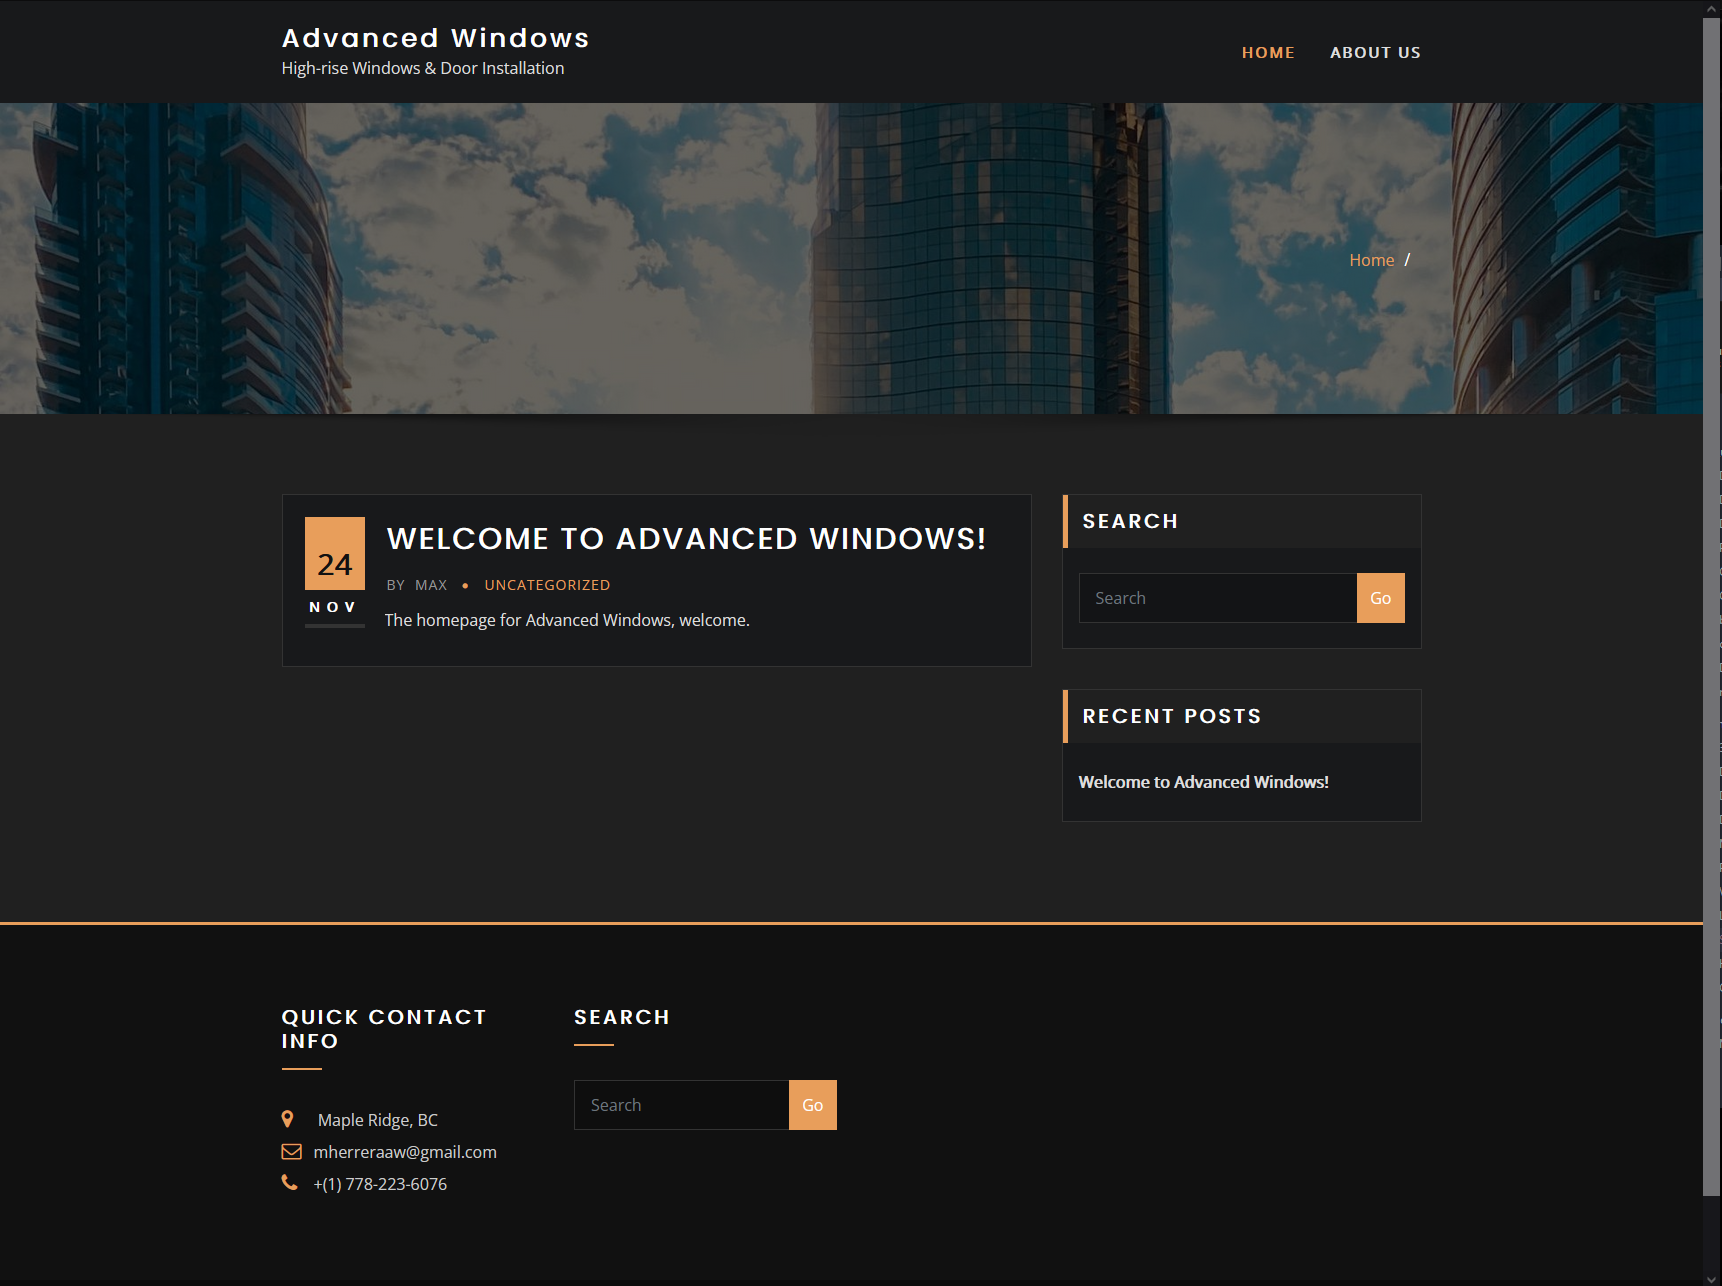 Advanced Windows
High-rise Windows & Door Installation
HOME ABOUT US
Home /
24
NOV
WELCOME TO ADVANCED WINDOWS!
BY MAX • UNCATEGORIZED
The homepage for Advanced Windows, welcome.
SEARCH
Search Go
RECENT POSTS
Welcome to Advanced Windows!
QUICK CONTACT
INFO
Maple Ridge, BC
mherreraaw@gmail.com
+(1) 778-223-6076
SEARCH
Search Go